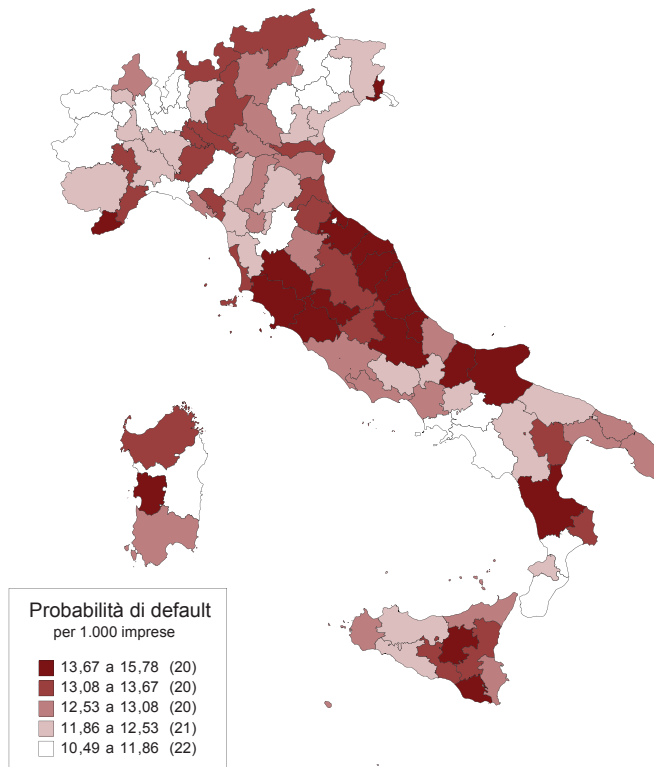 Probabilità di default
per 1.000 imprese
13,67 a 15,78 (20)
13,08 a 13,67 (20)
12,53 a 13,08 (20)
11,86 a 12,53 (21)
10,49 a 11,86 (22)